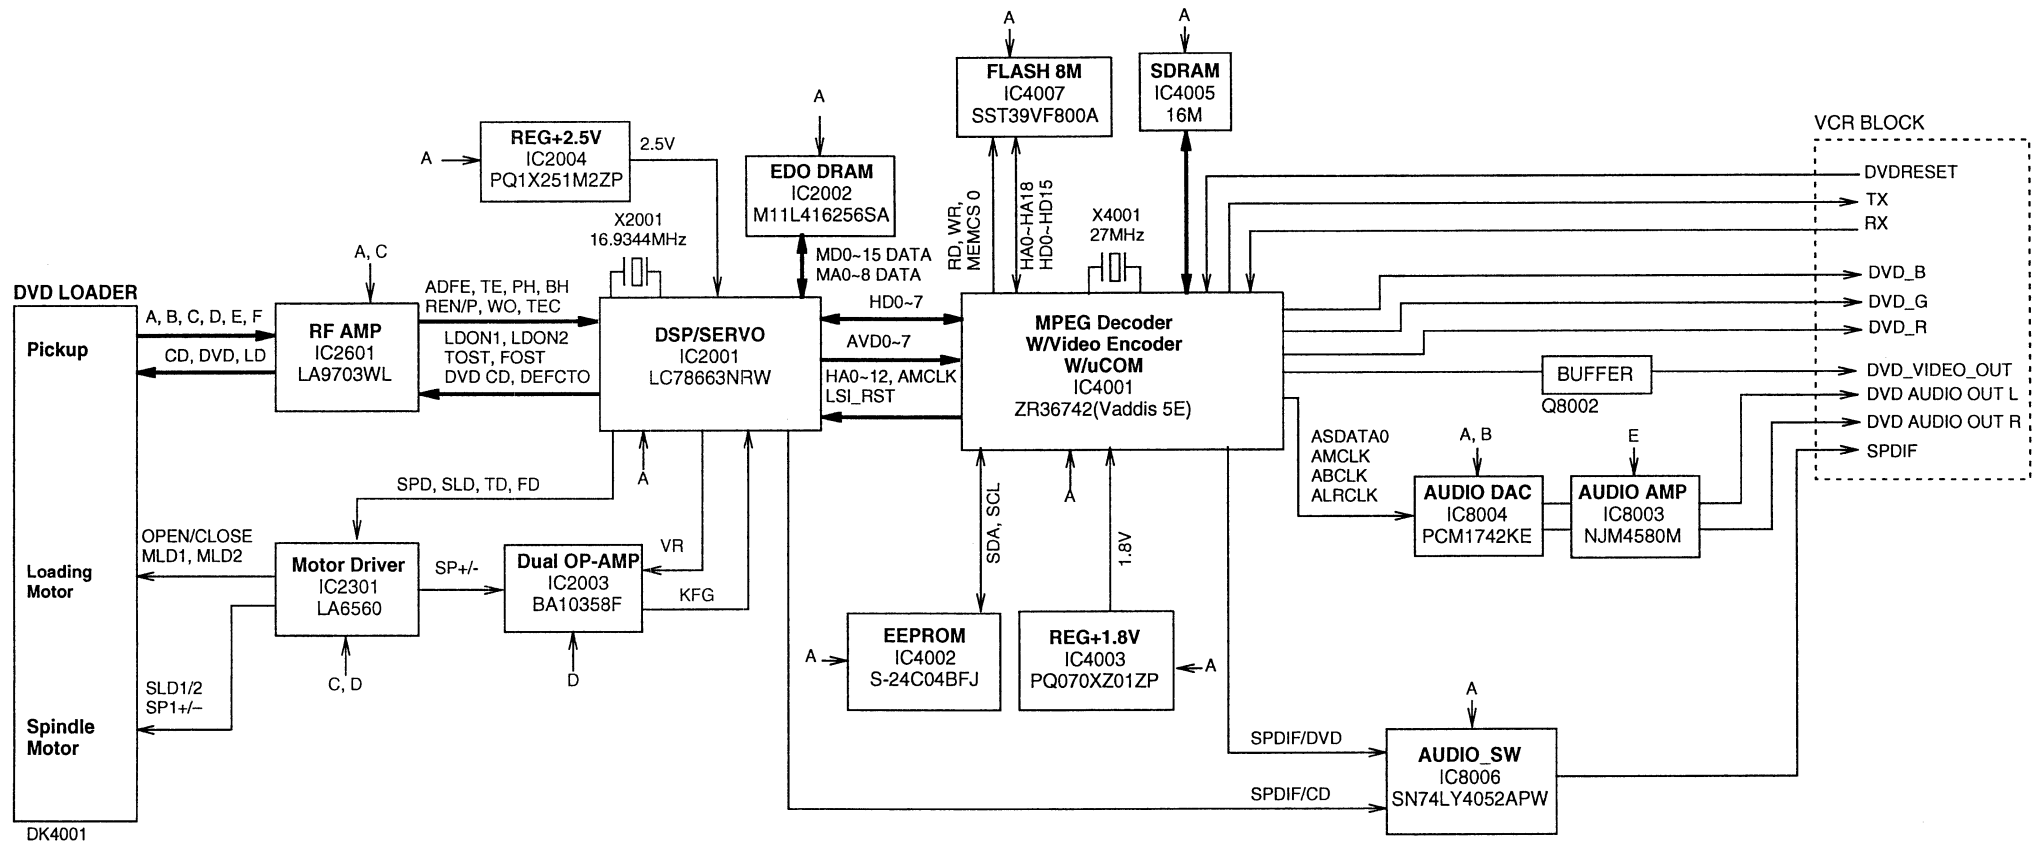 A
FLASH 8M
IC4007
SST39VF800A
A
SDRAM
IC4005
16M
A
EDO DRAM
IC2002
M11L416256SA
A
REG+2.5V
IC2004
PQ1X251M2ZP
2.5V
X2001
16.9344MHz
MD0~15 DATA
MA0~8 DATA
RD, WR,
MEMCS 0
HA0~HA18
HD0~HD15
X4001
27MHz
VCR BLOCK
DVDRESET
TX
RX
DVD_B
DVD_G
DVD_R
DVD_VIDEO_OUT
DVD AUDIO OUT L
DVD AUDIO OUT R
SPDIF
DVD LOADER
Pickup
A, B, C, D, E, F
CD, DVD, LD
A, C
RF AMP
IC2601
LA9703WL
ADFE, TE, PH, BH
REN/P, WO, TEC
LDON1, LDON2
TOST, FOST
DVD CD, DEFCTO
DSP/SERVO
IC2001
LC78663NRW
HD0~7
AVD0~7
HA0~12, AMCLK
LSI_RST
MPEG Decoder
W/Video Encoder
W/uCOM
IC4001
ZR36742(Vaddis 5E)
BUFFER
Q8002
ASDATA0
AMCLK
ABCLK
ALRCLK
A, B
AUDIO DAC
IC8004
PCM1742KE
E
AUDIO AMP
IC8003
NJM4580M
A
SPD, SLD, TD, FD
OPEN/CLOSE
MLD1, MLD2
Loading
Motor
Motor Driver
IC2301
LA6560
C, D
SP+/-
Dual OP-AMP
IC2003
BA10358F
D
VR
KFG
SLD1/2
SP1+/–
Spindle
Motor
DK4001
A
SDA, SCL
1.8V
A
EEPROM
IC4002
S-24C04BFJ
REG+1.8V
IC4003
PQ070XZ01ZP
A
SPDIF/DVD
SPDIF/CD
A
AUDIO_SW
IC8006
SN74LY4052APW